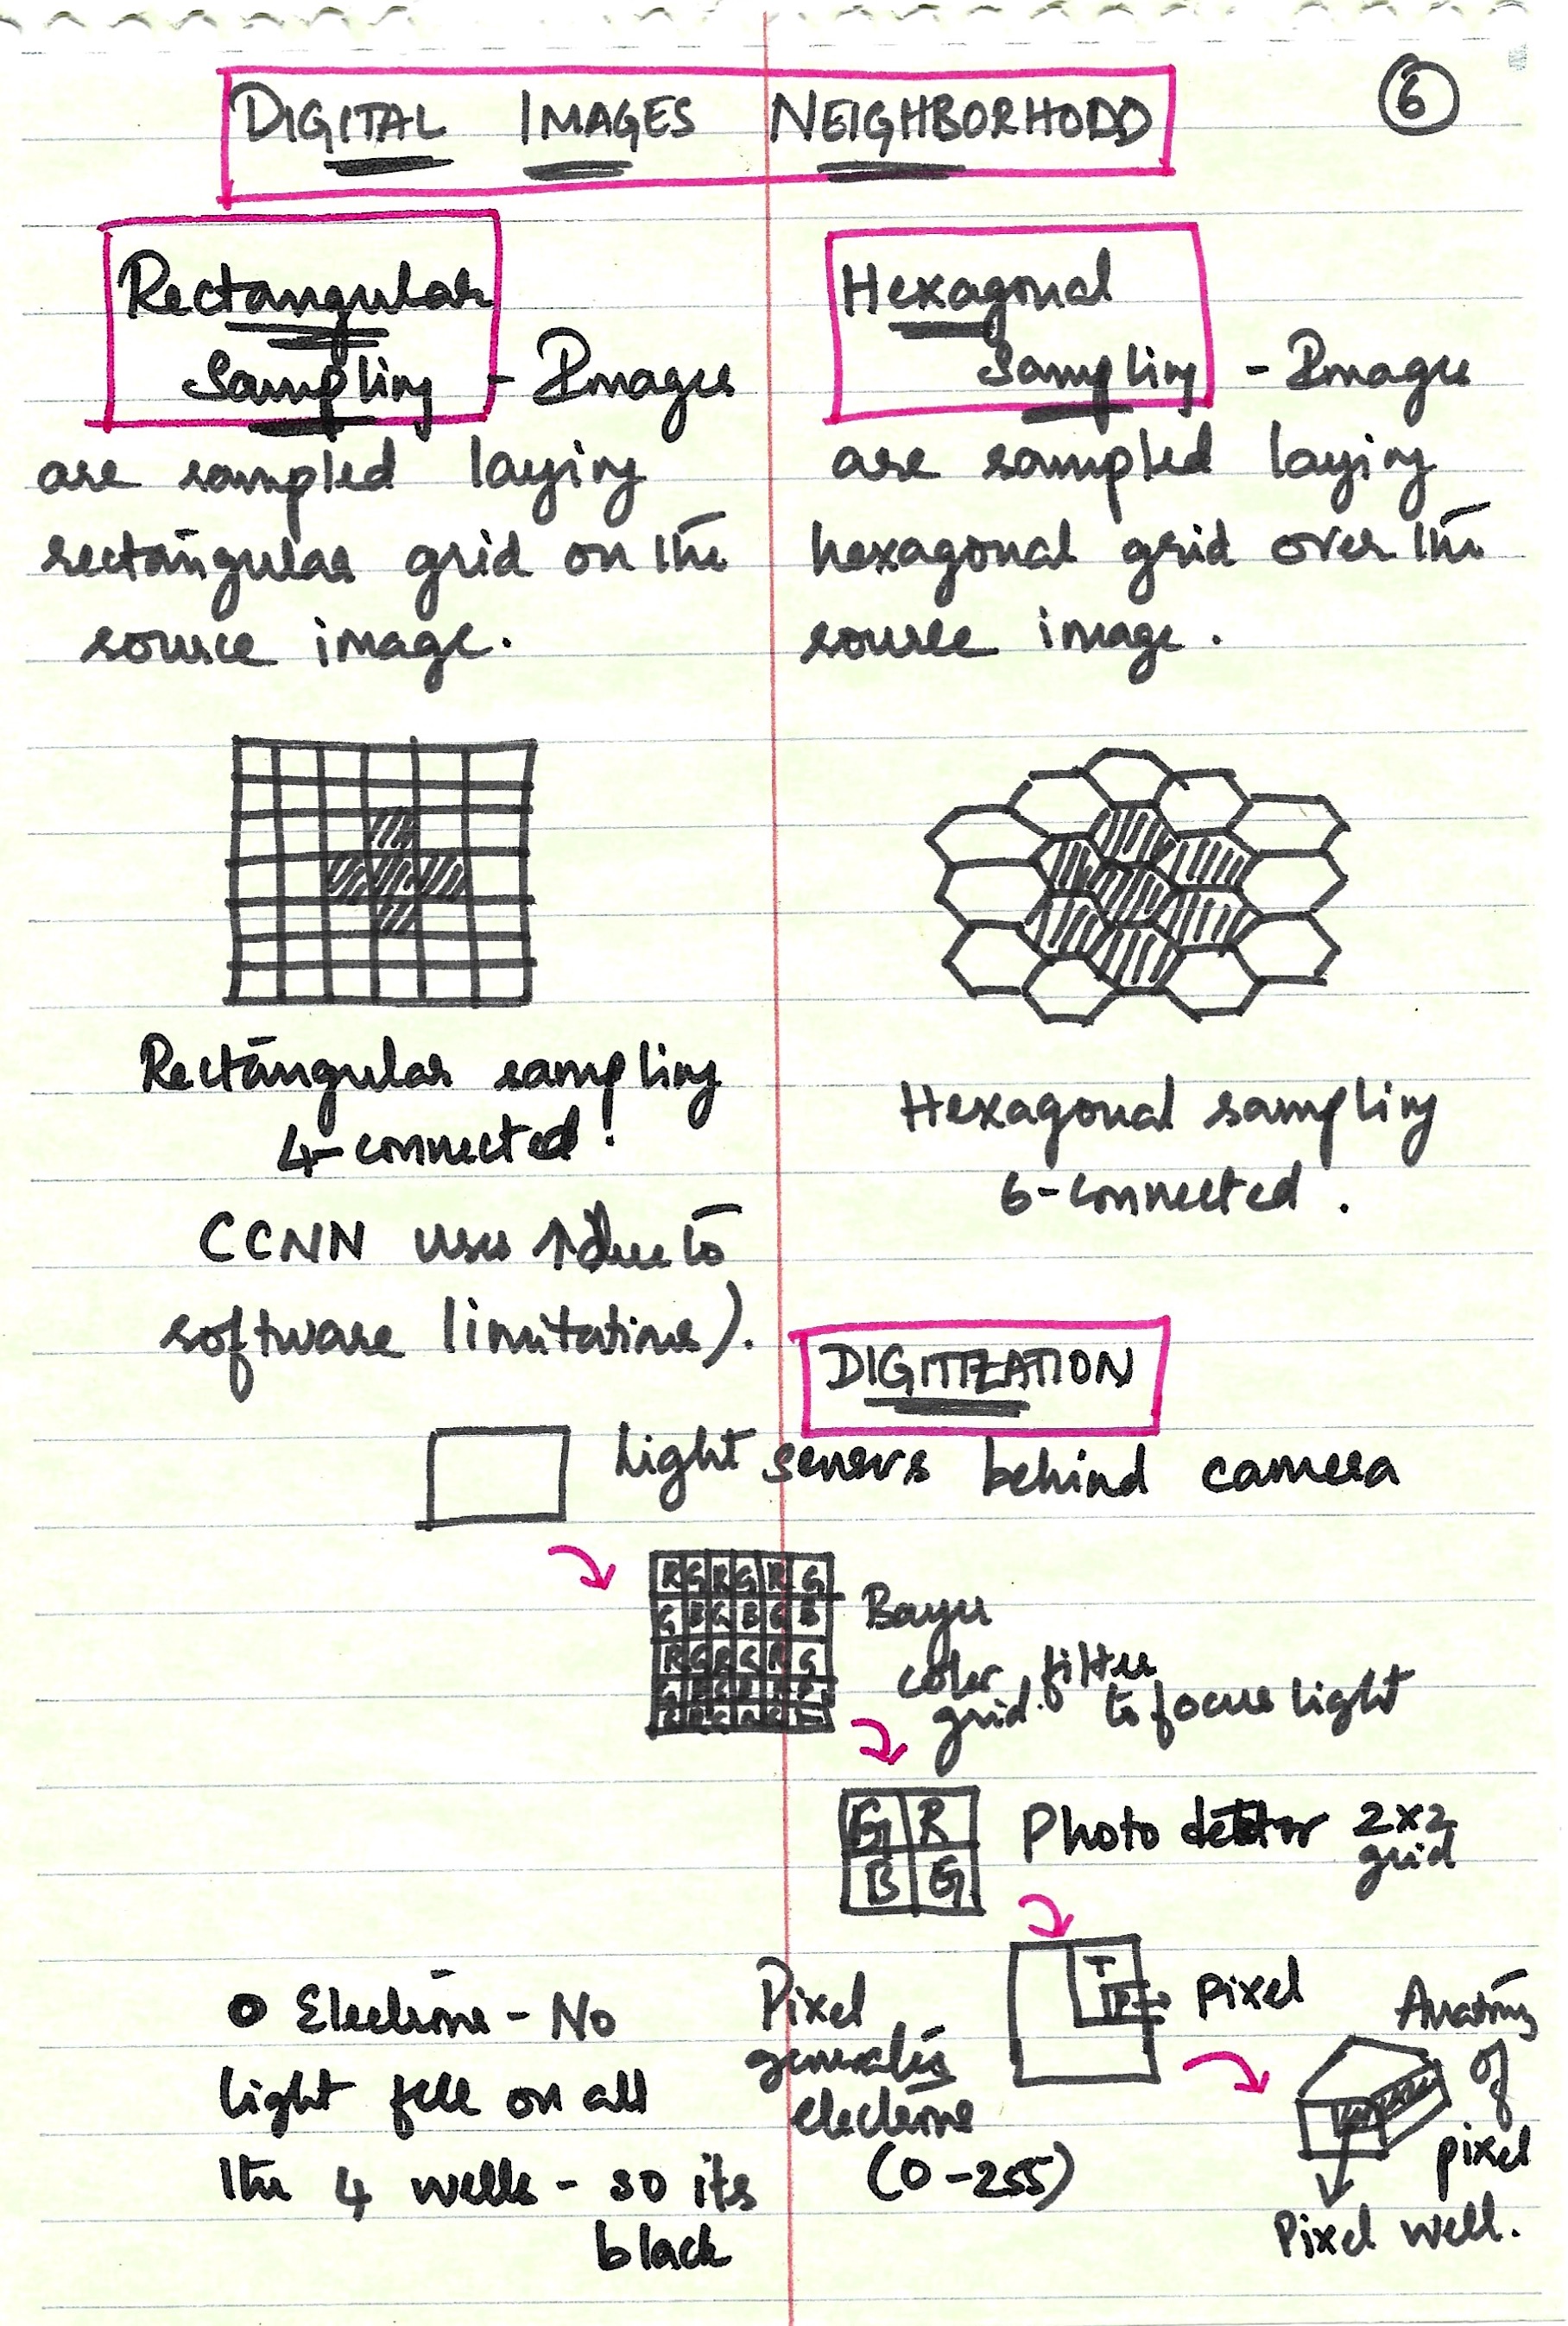 DIGITAL IMAGES NEIGHBORHOOD
6
Rectangular
Sampling - Images
are sampled laying
rectangular grid on the
source image.
Hexagonal
Sampling - Images
are sampled laying
hexagonal grid over the
source image.
Rectangular sampling
4-connected!
CCNN uses ↑ due to
software limitations).
Hexagonal sampling
6-connected.
DIGITIZATION
Light sensors behind camera
R G R G R G
G B G B G B
R G R G R G
Bayer
color filter
grid. to focus light
G R
B G
Photo detector 2x2
grid
T
pixel
Anatomy
of
pixel
Pixel well.
Pixel
generates
electrons
(0-255)
0 Electrons - No
light fell on all
the 4 wells - so its
black